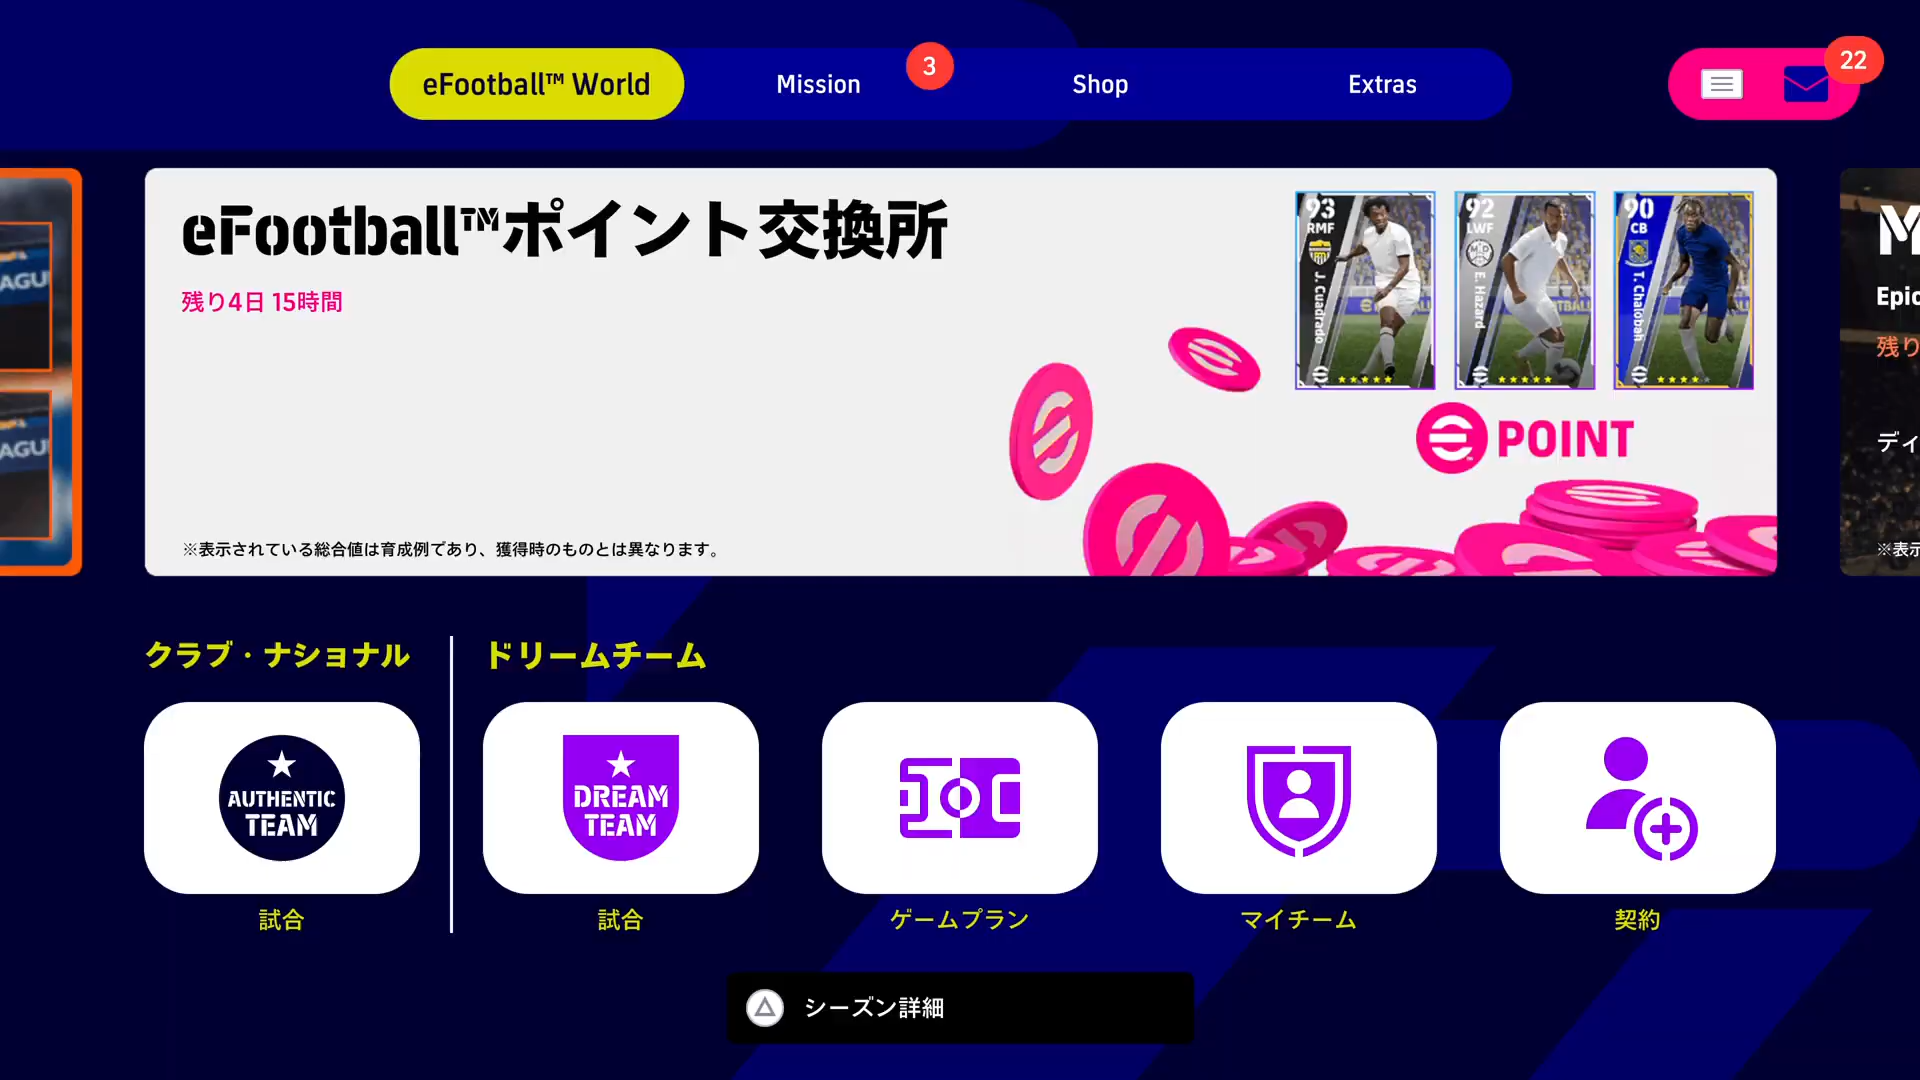 eFootball™ World
Mission
3
Shop
Extras
22
eFootball™ポイント交換所
残り4日 15時間
※表示されている総合値は育成例であり、獲得時のものとは異なります。
93
RMF
J. Cuadrado
92
LWF
E. Hazard
90
CB
T. Chalobah
POINT
Epic
残り
ディ
※表示
クラブ・ナショナル
ドリームチーム
AUTHENTIC
TEAM
DREAM
TEAM
試合
試合
ゲームプラン
マイチーム
契約
シーズン詳細